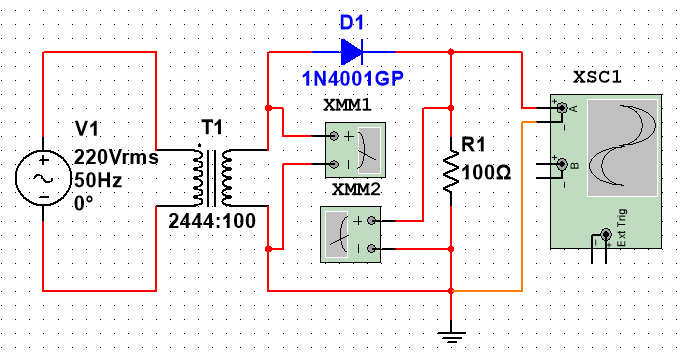 D1
1N4001GP
XSC1
XMM1
V1
220Vrms
50Hz
0°
T1
2444:100
R1
100Ω
XMM2
A
B
Ext Trig